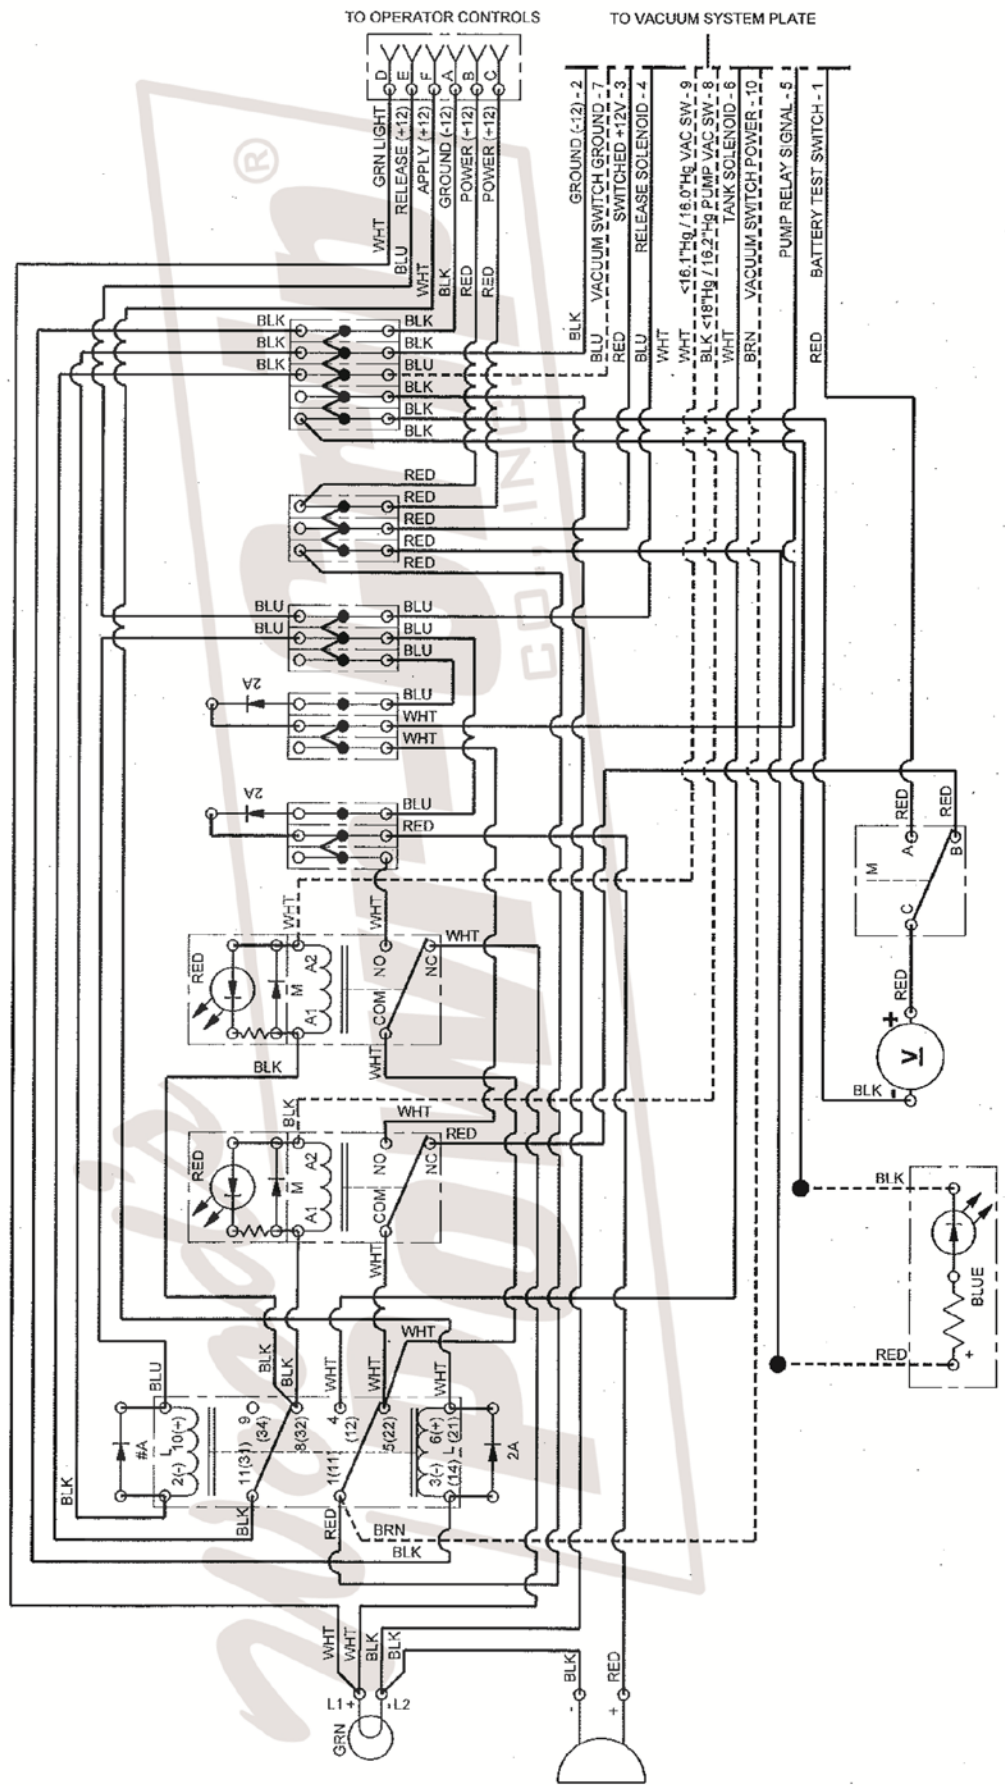 TO OPERATOR CONTROLS
TO VACUUM SYSTEM PLATE
D
E
F
A
B
C
GRN LIGHT
RELEASE (+12)
APPLY (+12)
GROUND (-12)
POWER (+12)
POWER (+12)
WHT
BLU
WHT
BLK
RED
RED
GROUND (-12) - 2
VACUUM SWITCH GROUND - 7
SWITCHED +12V - 3
RELEASE SOLENOID - 4
<16.1"Hg / 16.0"Hg VAC SW - 9
<18"Hg / 16.2"Hg PUMP VAC SW - 8
TANK SOLENOID - 6
VACUUM SWITCH POWER - 10
PUMP RELAY SIGNAL - 5
BATTERY TEST SWITCH - 1
BLK
BLU
RED
BLU
WHT
WHT
BLK
WHT
BRN
RED
®
BLK
BLK
BLK
BLK
BLK
BLU
BLK
BLK
BLK
RED
RED
RED
RED
RED
CO., INC.
BLU
BLU
BLU
BLU
BLU
2A
BLU
WHT
WHT
2A
BLU
RED
RED
RED
M
A
B
C
RED
WHT
WHT
WHT
RED
A2
M
A1
NO
COM
NC
BLK
WHT
+
V
-
BLK
BLK
WHT
RED
RED
A2
M
A1
NO
COM
NC
WHT
BLK
BLUE
RED
+
WHT
BLU
BLK
BLK
WHT
WHT
WHT
#A
L
10(+)
2(-)
9
(34)
8(32)
11(31)
4
(12)
5(22)
1(11)
6(+)
(21)
L
3(-)
(14)
2A
BLK
BLK
RED
BRN
BLK
WHT
WHT
BLK
BLK
L1 +
- L2
GRN
BLK
RED
-
+
Power-Brake